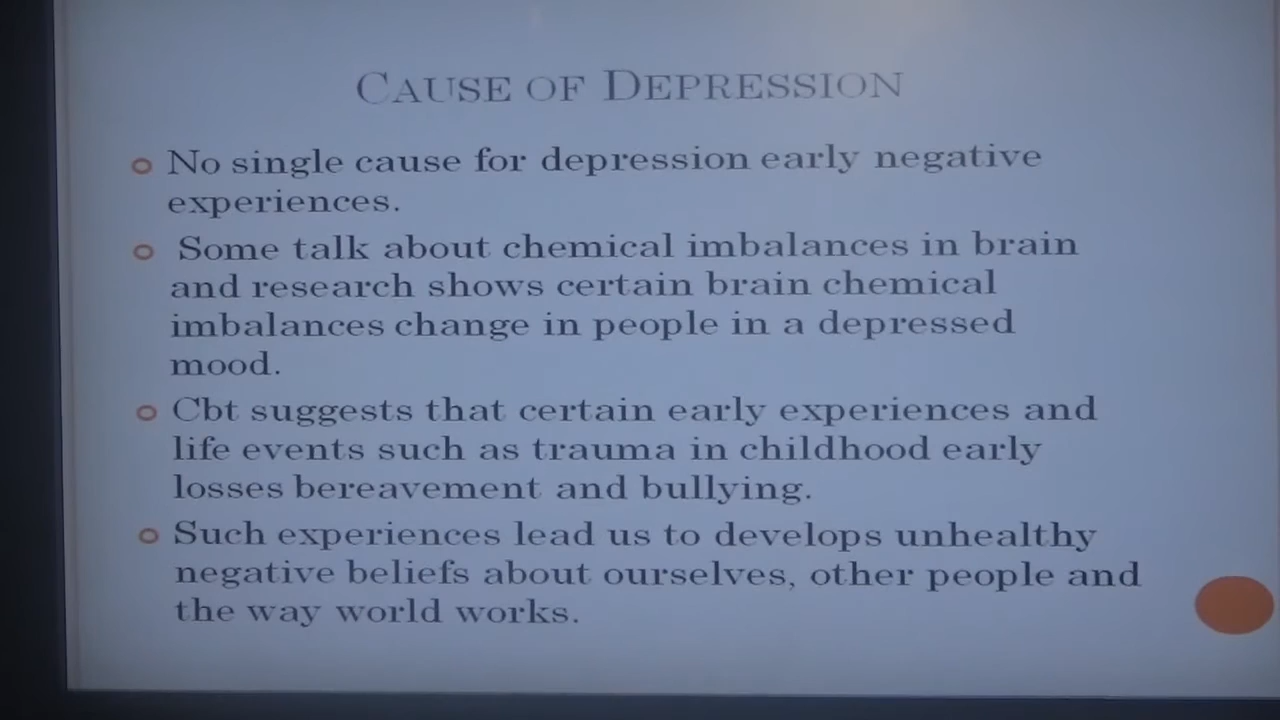 CAUSE OF DEPRESSION
No single cause for depression early negative
experiences.
Some talk about chemical imbalances in brain
and research shows certain brain chemical
imbalances change in people in a depressed
mood.
Cbt suggests that certain early experiences and
life events such as trauma in childhood early
losses bereavement and bullying.
Such experiences lead us to develops unhealthy
negative beliefs about ourselves, other people and
the way world works.